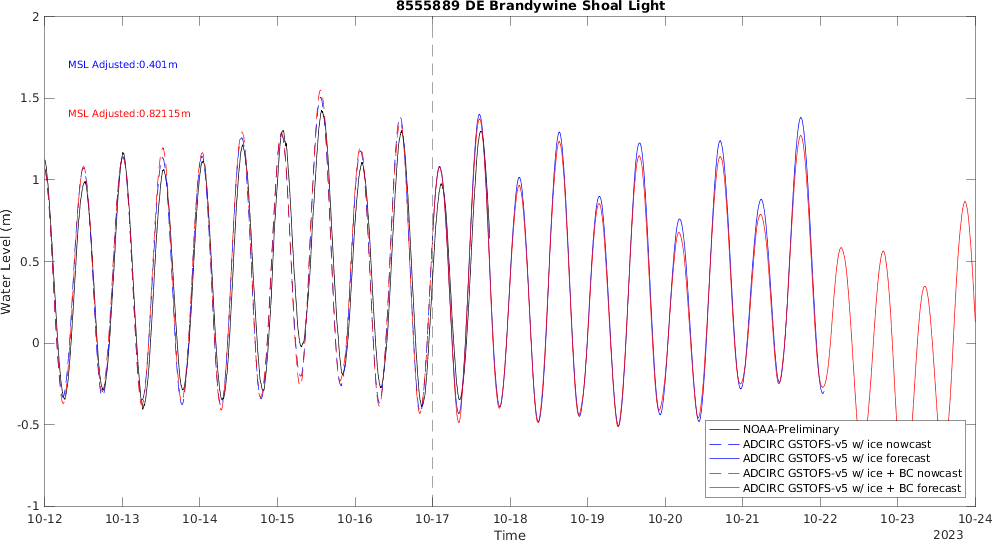 8555889 DE Brandywine Shoal Light
MSL Adjusted:0.401m
MSL Adjusted:0.82115m
Water Level (m)
2
1.5
1
0.5
0
-0.5
-1
NOAA-Preliminary
ADCIRC GSTOFS-v5 w/ ice nowcast
ADCIRC GSTOFS-v5 w/ ice forecast
ADCIRC GSTOFS-v5 w/ ice + BC nowcast
ADCIRC GSTOFS-v5 w/ ice + BC forecast
10-12 10-13 10-14 10-15 10-16 10-17 10-18 10-19 10-20 10-21 10-22 10-23 10-24
Time
2023